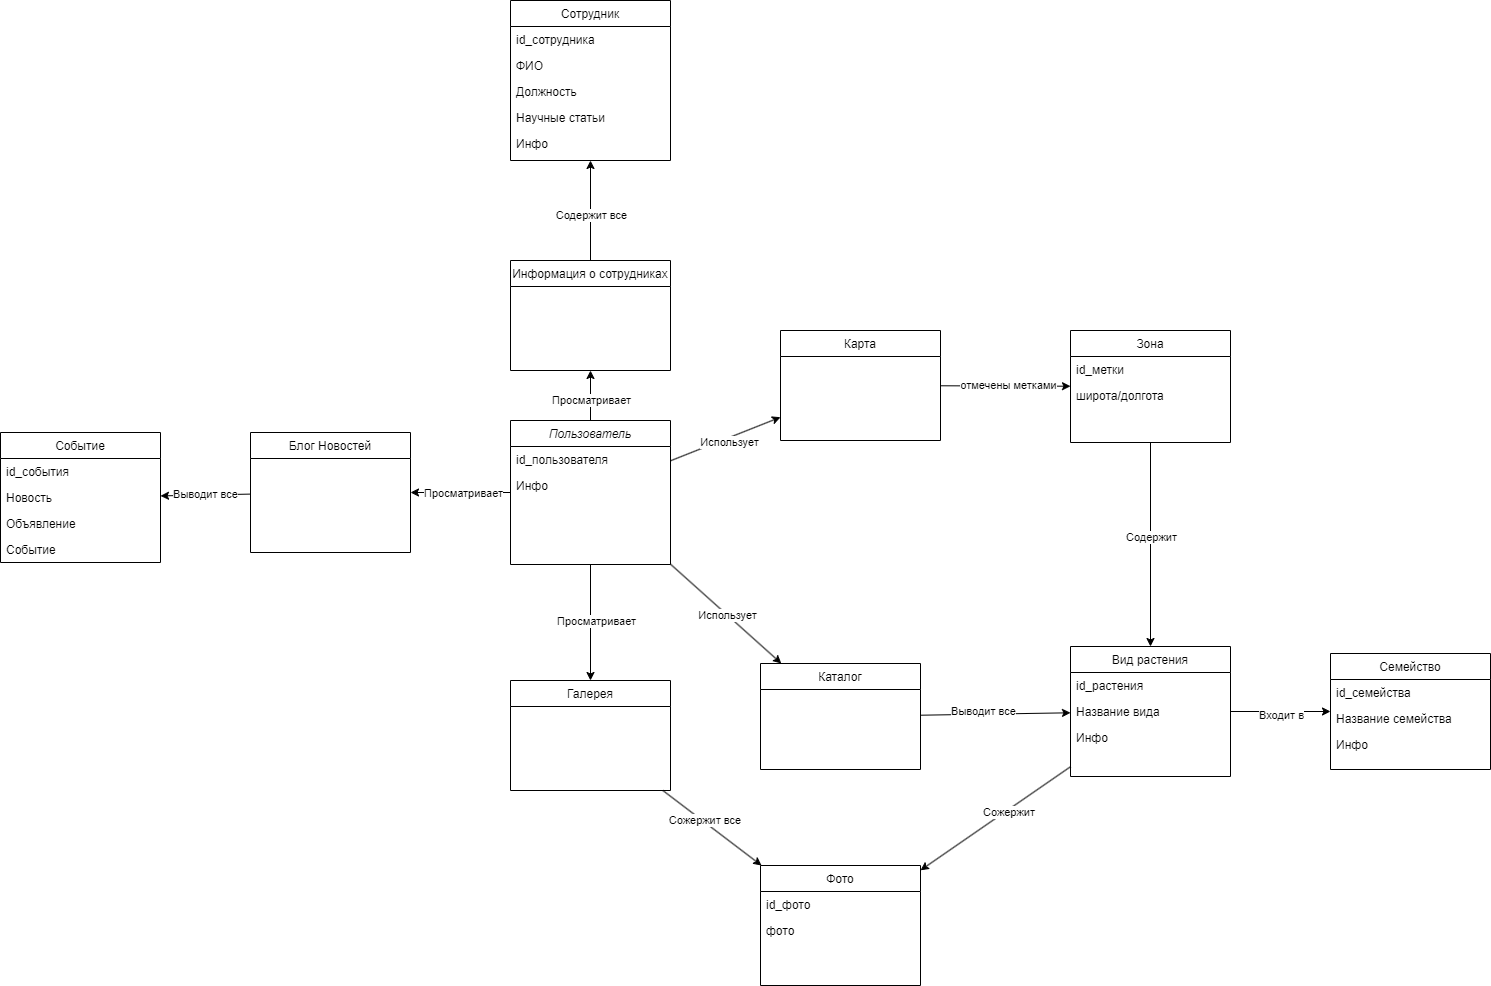 Сотрудник
id_сотрудника
ФИО
Должность
Научные статьи
Инфо
Содержит все
Информация о сотрудниках
Просматривает
Пользователь
id_пользователя
Инфо
Просматривает
Блог Новостей
Выводит все
Событие
id_события
Новость
Объявление
Событие
Использует
Карта
отмечены метками
Зона
id_метки
широта/долгота
Содержит
Просматривает
Галерея
Использует
Каталог
Выводит все
Вид растения
id_растения
Название вида
Инфо
Входит в
Семейство
id_семейства
Название семейства
Инфо
Сожержит все
Сожержит
Фото
id_фото
фото